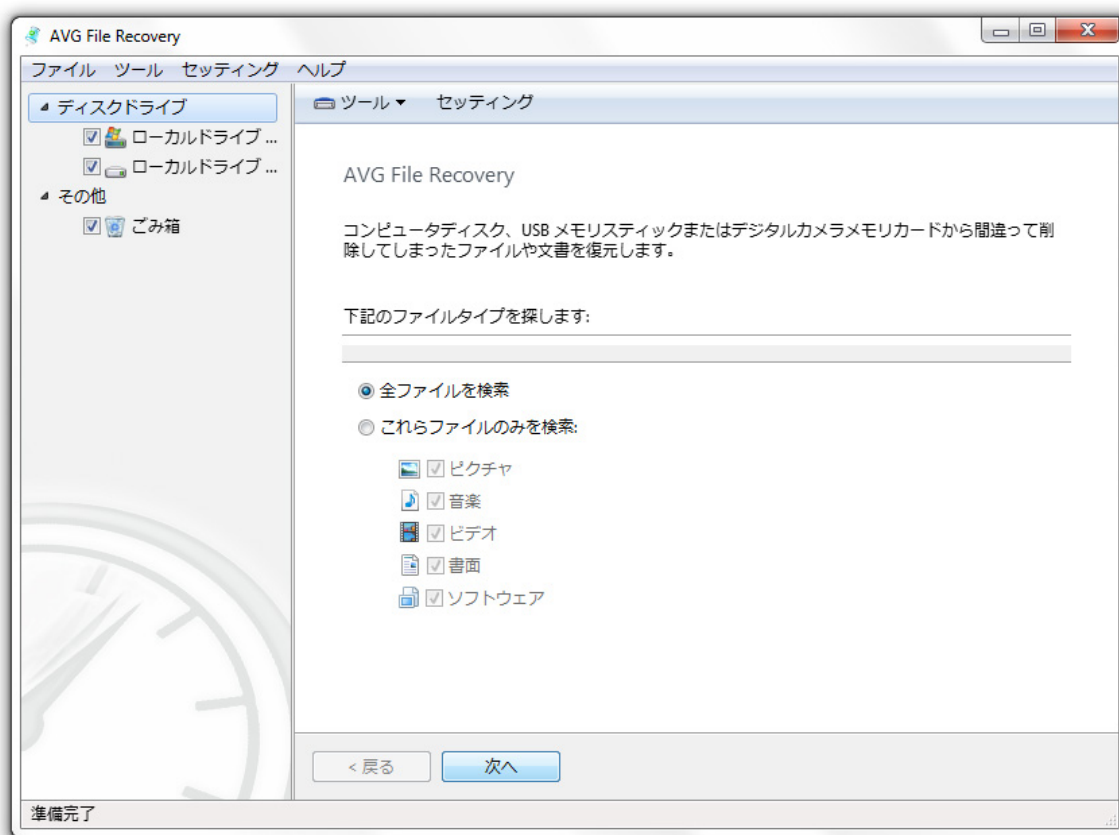 AVG File Recovery
ファイル ツール セッティング ヘルプ
ディスクドライブ
ローカルドライブ ...
ローカルドライブ ...
その他
ごみ箱
ツール セッティング
AVG File Recovery
コンピュータディスク、USB メモリスティックまたはデジタルカメラメモリカードから間違って削
除してしまったファイルや文書を復元します。
下記のファイルタイプを探します:
全ファイルを検索
これらファイルのみを検索:
ピクチャ
音楽
ビデオ
書面
ソフトウェア
< 戻る 次へ
準備完了